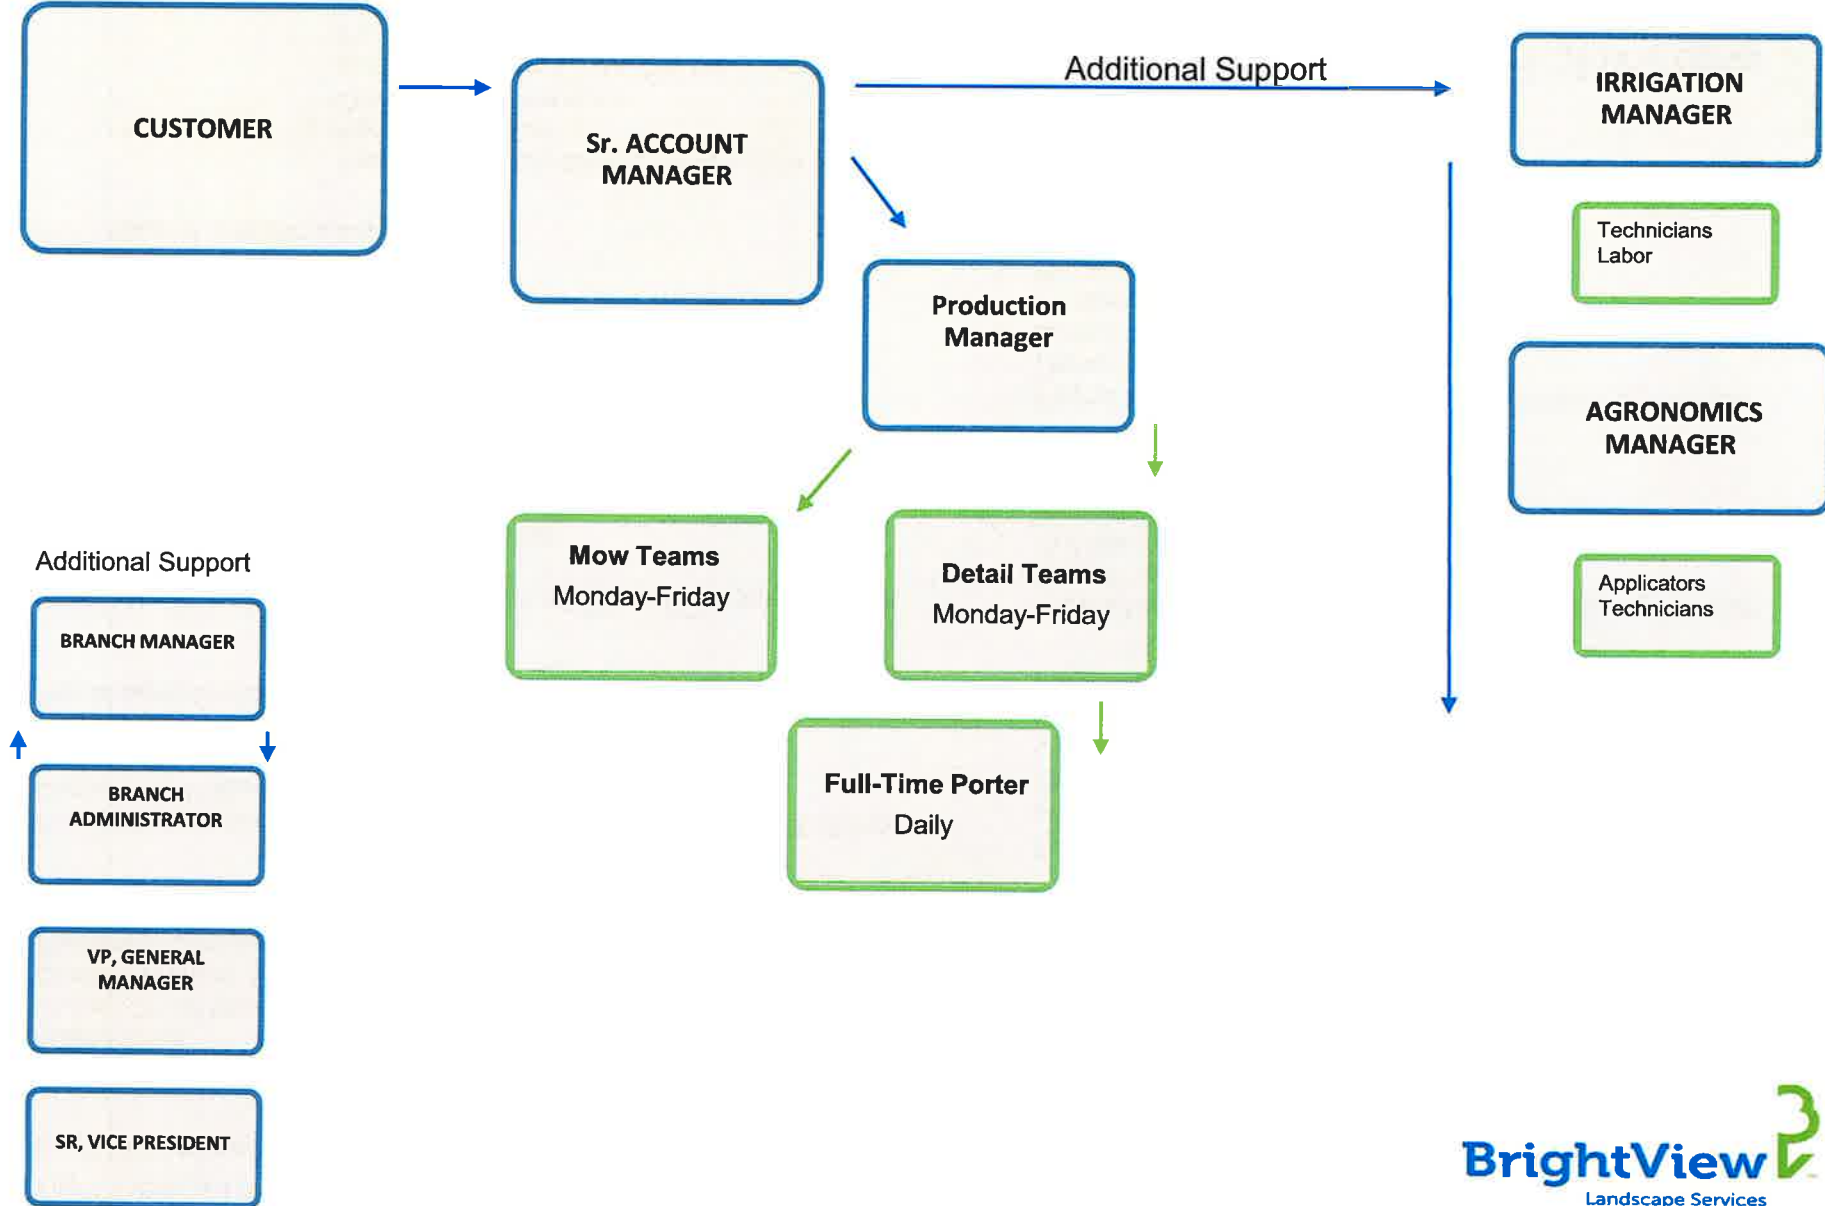 CUSTOMER
Sr. ACCOUNT
MANAGER
Additional Support
IRRIGATION
MANAGER
Technicians
Labor
Production
Manager
AGRONOMICS
MANAGER
Applicators
Technicians
Mow Teams
Monday-Friday
Detail Teams
Monday-Friday
Full-Time Porter
Daily
Additional Support
BRANCH MANAGER
BRANCH
ADMINISTRATOR
VP, GENERAL
MANAGER
SR, VICE PRESIDENT
BrightView
Landscape Services